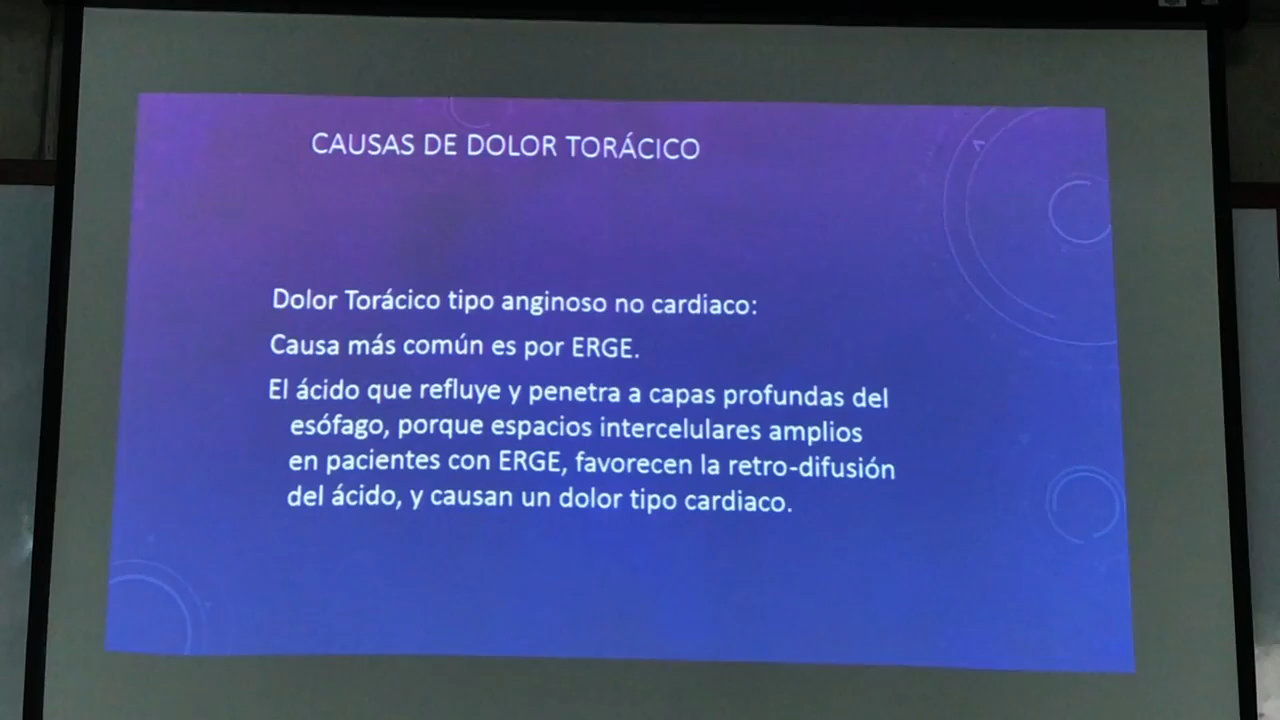 CAUSAS DE DOLOR TORÁCICO
Dolor Torácico tipo anginoso no cardiaco:
Causa más común es por ERGE.
El ácido que refluye y penetra a capas profundas del
esófago, porque espacios intercelulares amplios
en pacientes con ERGE, favorecen la retro-difusión
del ácido, y causan un dolor tipo cardiaco.